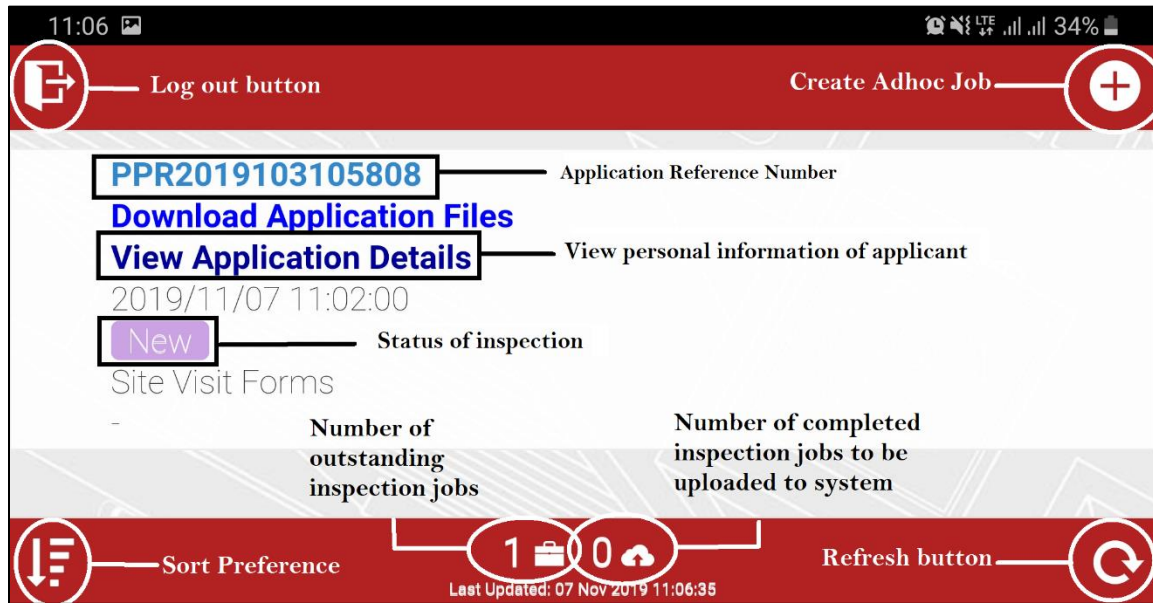 11:06 LTE 34%
Log out button
Create Adhoc Job
PPR2019103105808
Application Reference Number
Download Application Files
View Application Details
View personal information of applicant
2019/11/07 11:02:00
New
Status of inspection
Site Visit Forms
-
Number of
outstanding
inspection jobs
Number of completed
inspection jobs to be
uploaded to system
Sort Preference
1
0
Refresh button
Last Updated: 07 Nov 2019 11:06:35